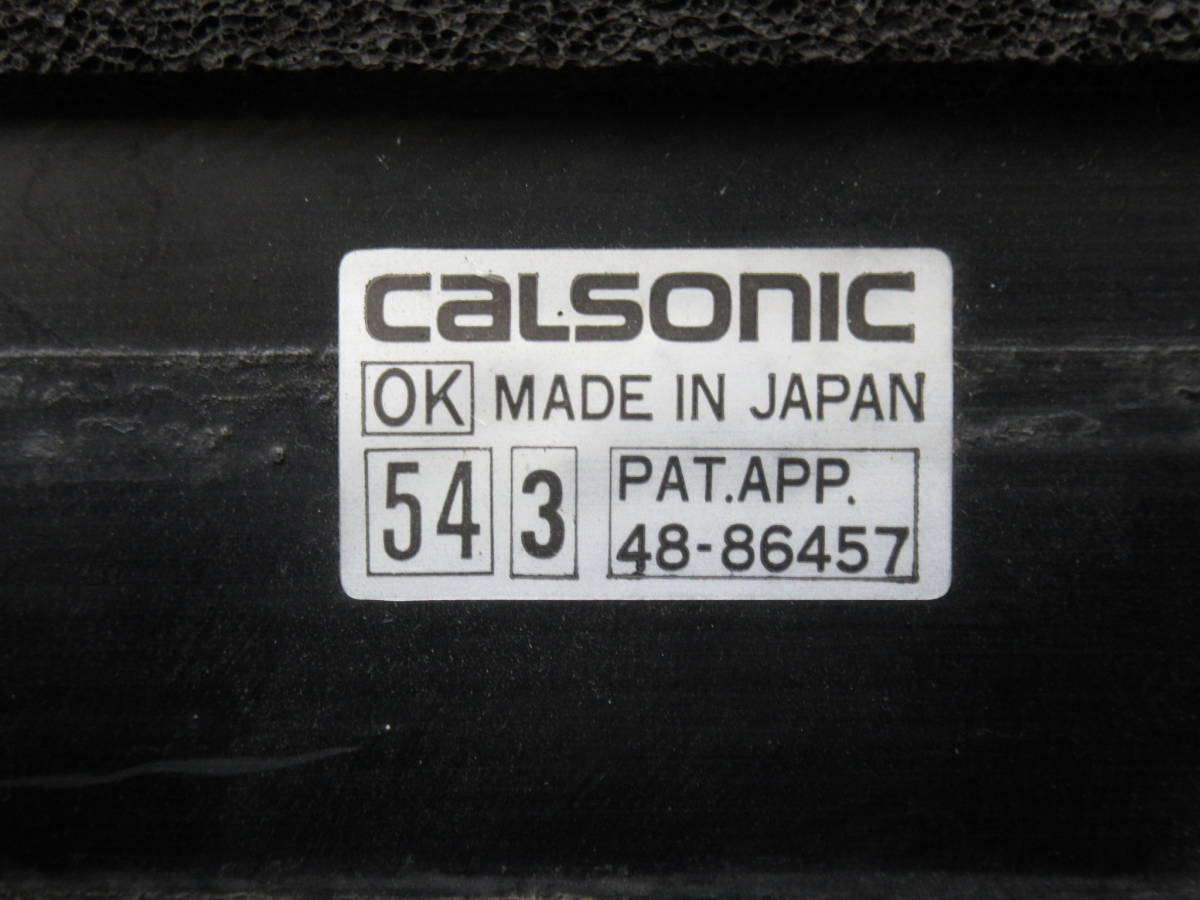 CALSONIC
OK MADE IN JAPAN
54 3 PAT.APP.
48-86457